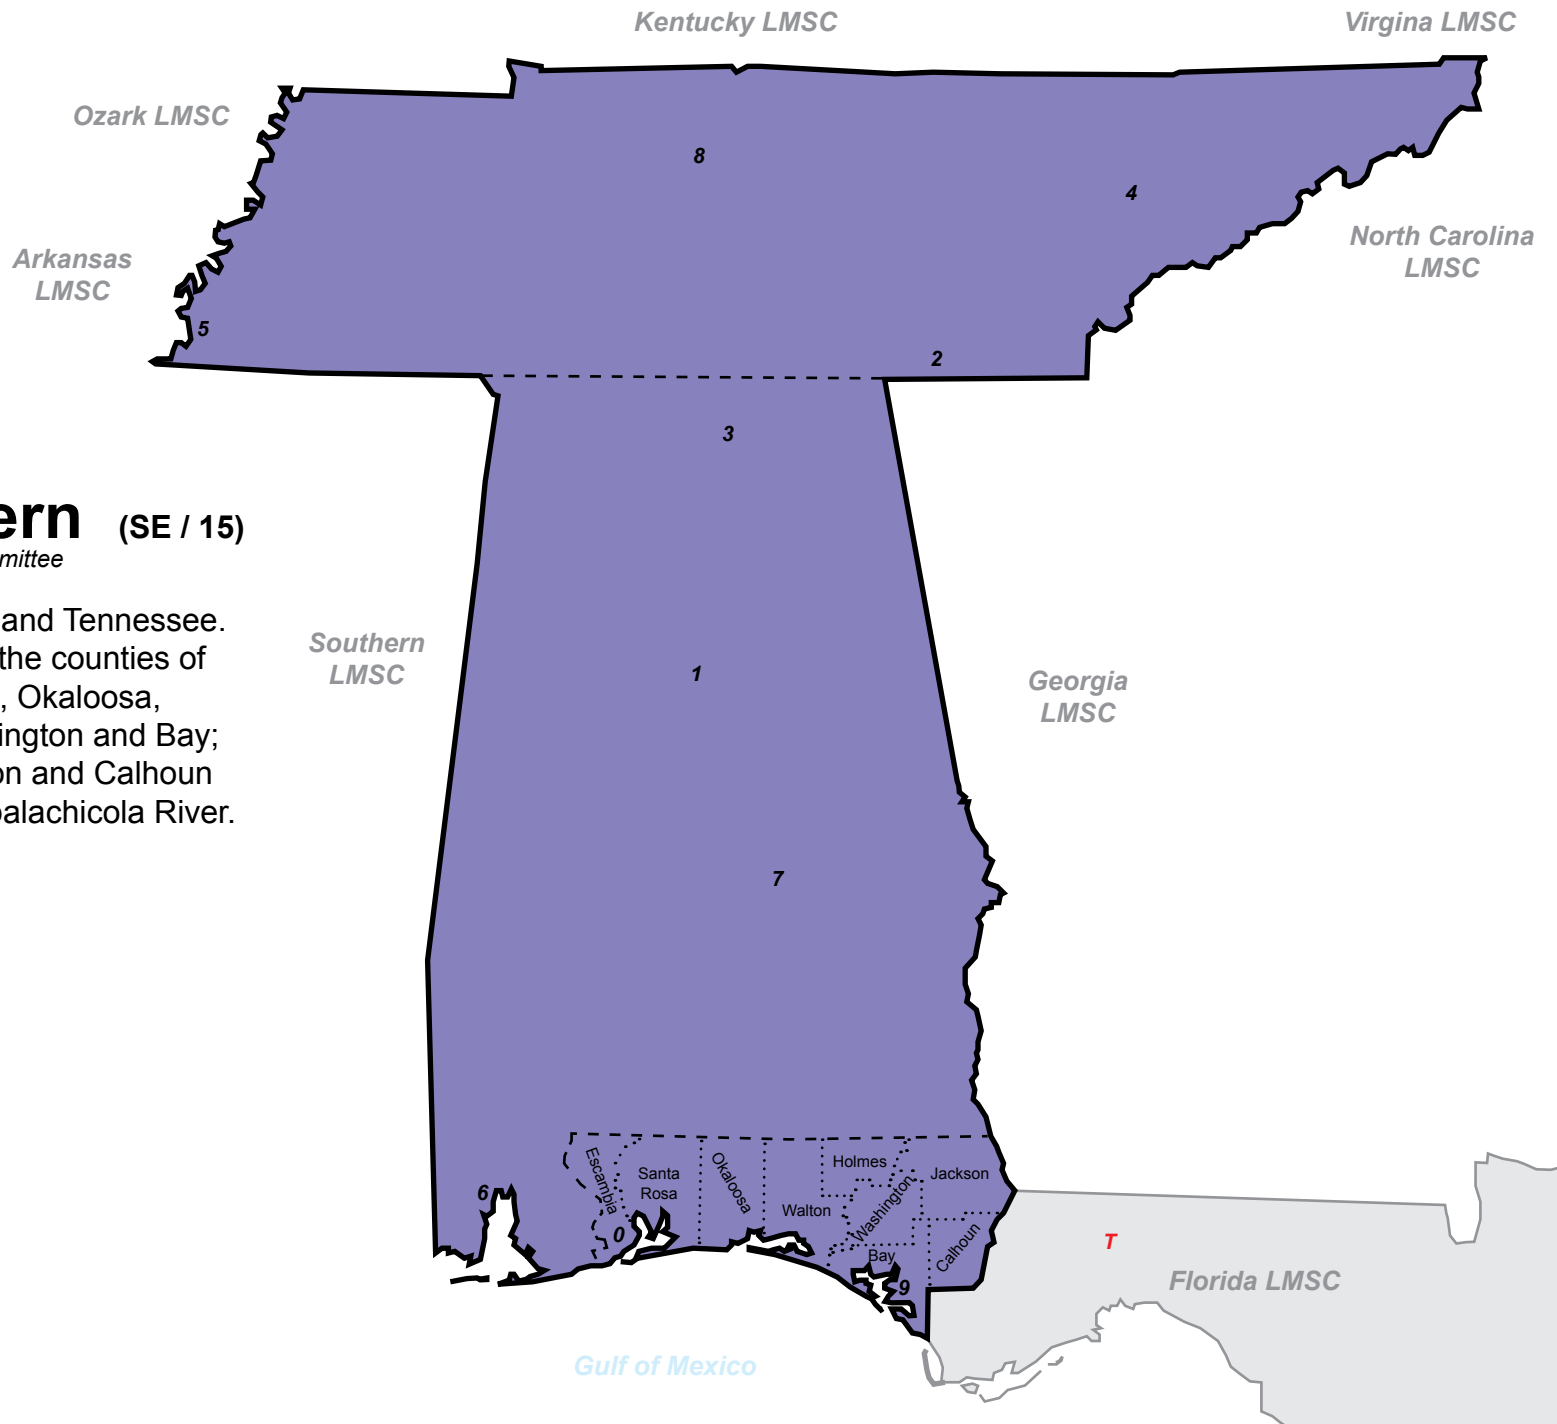 Kentucky LMSC
Virgina LMSC
Ozark LMSC
8
4
North Carolina
LMSC
Arkansas
LMSC
5
2
3
ern (SE / 15)
mittee
and Tennessee.
the counties of
, Okaloosa,
ington and Bay;
on and Calhoun
palachicola River.
Southern
LMSC
1
Georgia
LMSC
7
Escambia
Santa
Rosa
Okaloosa
Walton
Holmes
Washington
Jackson
Bay
Calhoun
6
0
9
T
Florida LMSC
Gulf of Mexico